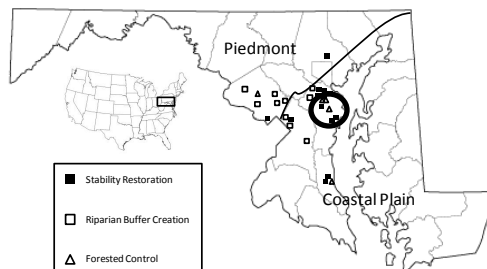 Piedmont
Coastal Plain
Stability Restoration
Riparian Buffer Creation
Forested Control